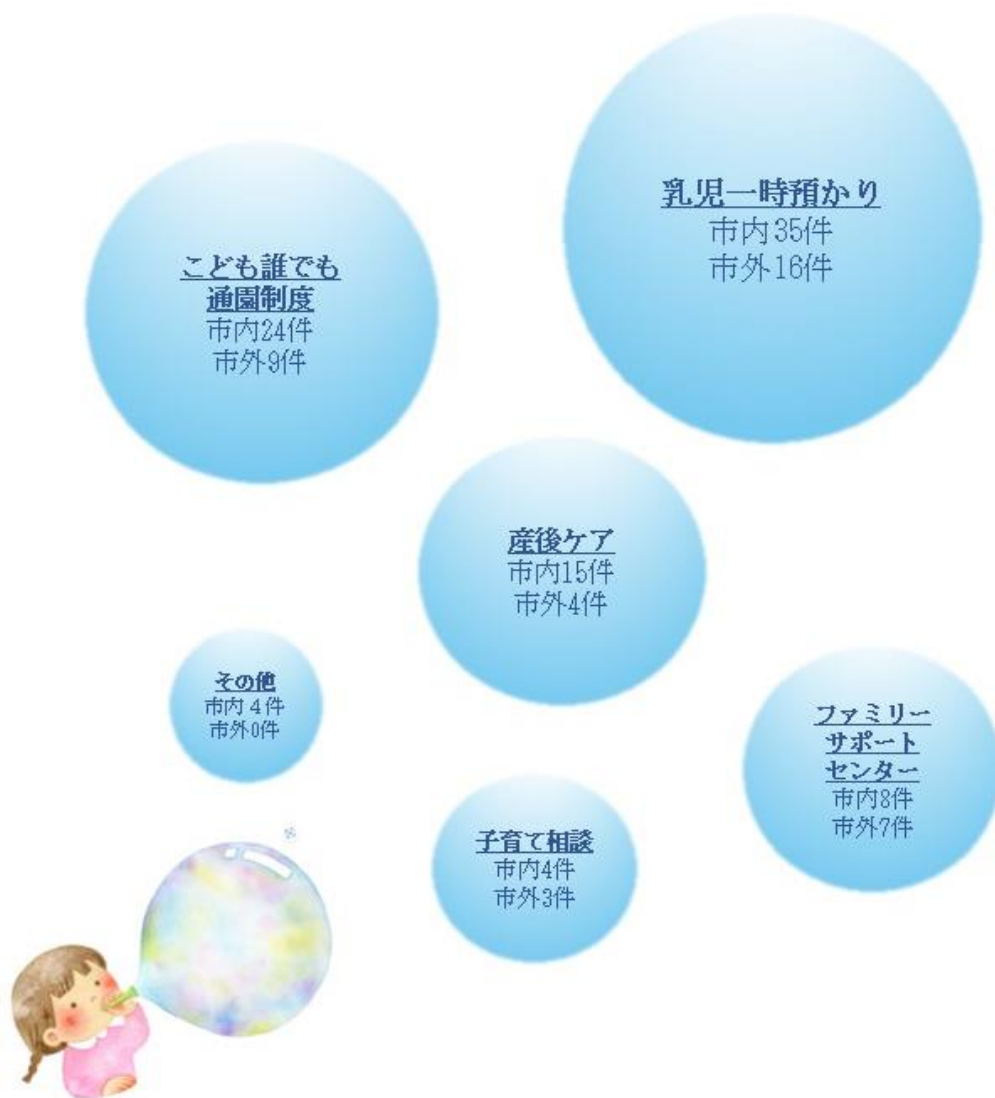 乳児一時預かり
市内35件
市外16件
こども誰でも
通園制度
市内24件
市外9件
産後ケア
市内15件
市外4件
その他
市内４件
市外0件
ファミリー
サポート
センター
市内8件
市外7件
子育て相談
市内4件
市外3件